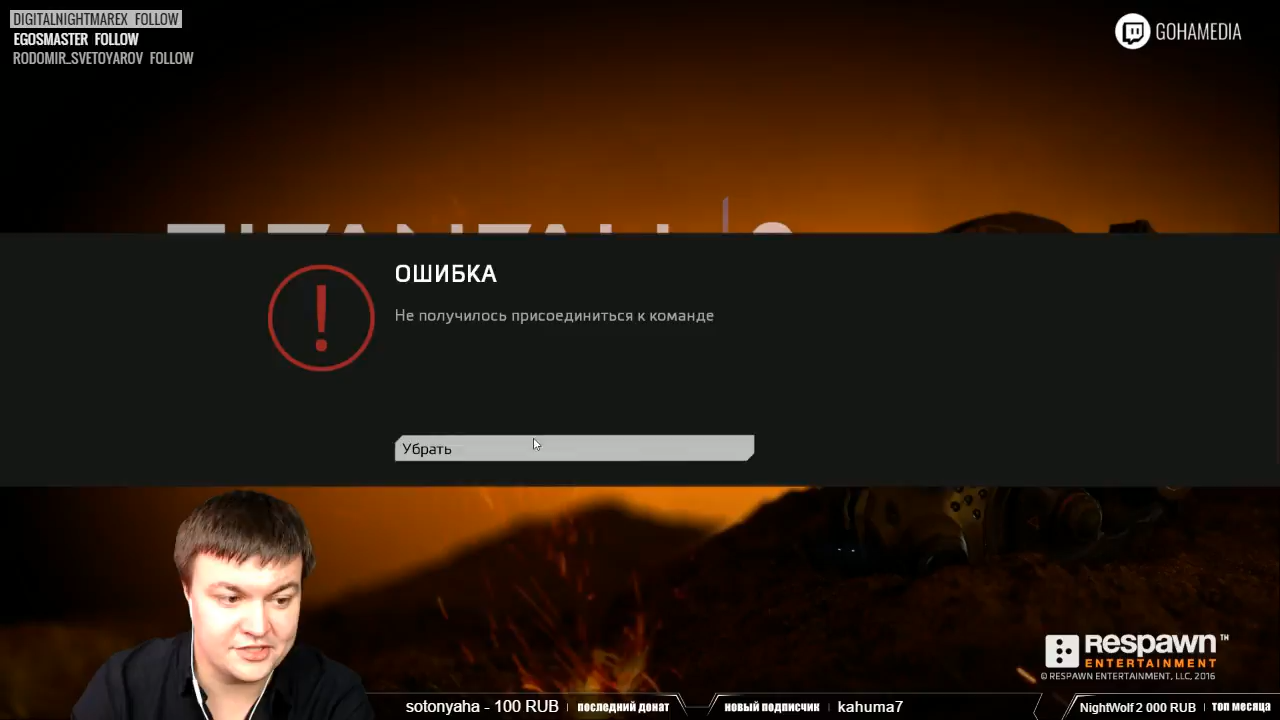 DIGITALNIGHTMAREX FOLLOW
EGOSMASTER FOLLOW
RODOMIR_SVETOYAROV FOLLOW
GOHAMEDIA
ОШИБКА
Не получилось присоединиться к команде
Убрать
RESPAWN™
ENTERTAINMENT
© RESPAWN ENTERTAINMENT, LLC, 2016
sotonyaha - 100 RUB последний донат
новый подписчик kahuma7
NightWolf 2 000 RUB топ месяца